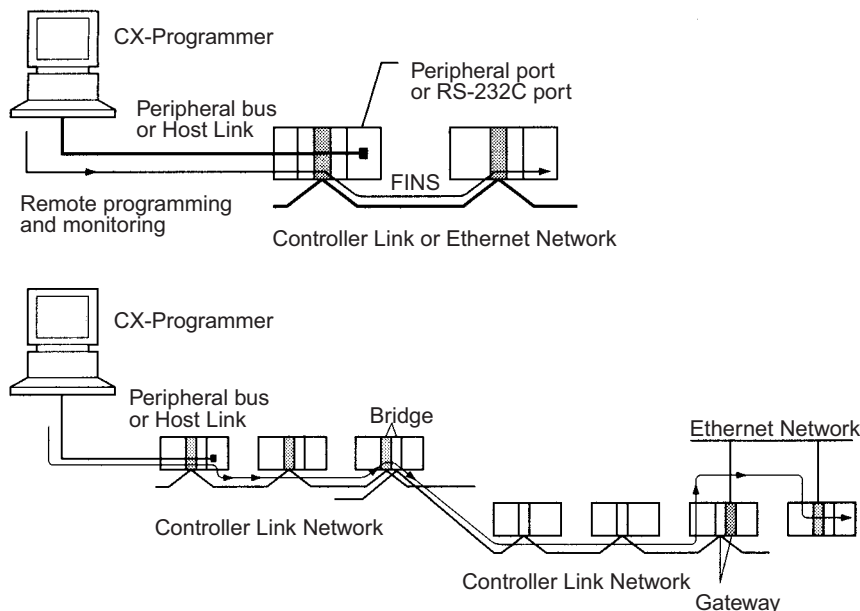 CX-Programmer
Peripheral port
or RS-232C port
Peripheral bus
or Host Link
FINS
Remote programming
and monitoring
Controller Link or Ethernet Network
CX-Programmer
Peripheral bus
or Host Link
Bridge
Ethernet Network
Controller Link Network
Controller Link Network
Gateway